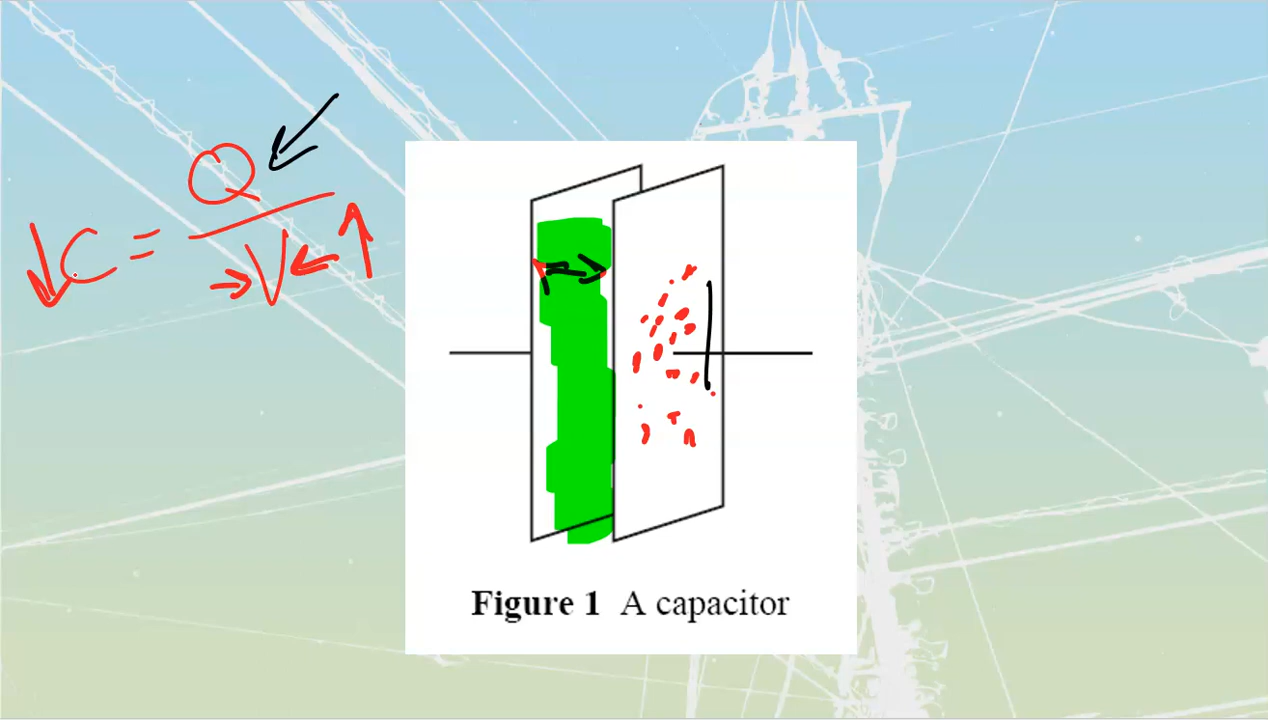 ↓C = Q / →V← ↑
Figure 1 A capacitor